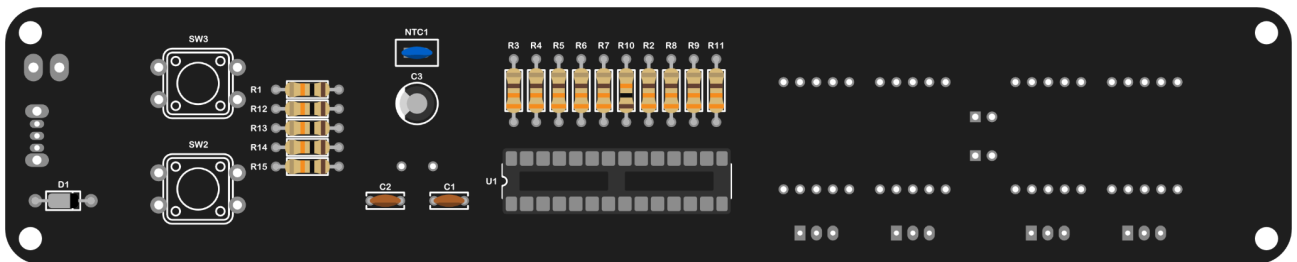 SW3
NTC1
R3 R4 R5 R6 R7 R10 R2 R8 R9 R11
C3
R1
R12
R13
R14
R15
SW2
U1
D1
C2
C1